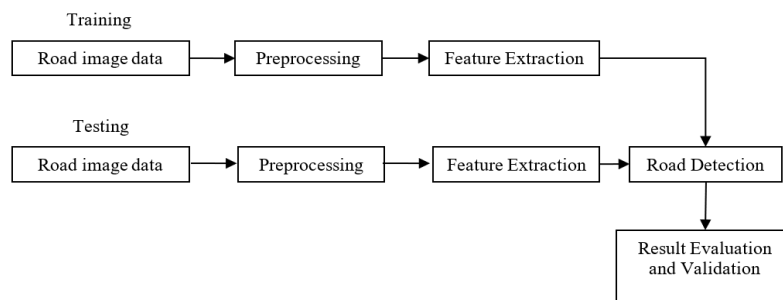 Training
Road image data
Preprocessing
Feature Extraction
Testing
Road image data
Preprocessing
Feature Extraction
Road Detection
Result Evaluation
and Validation